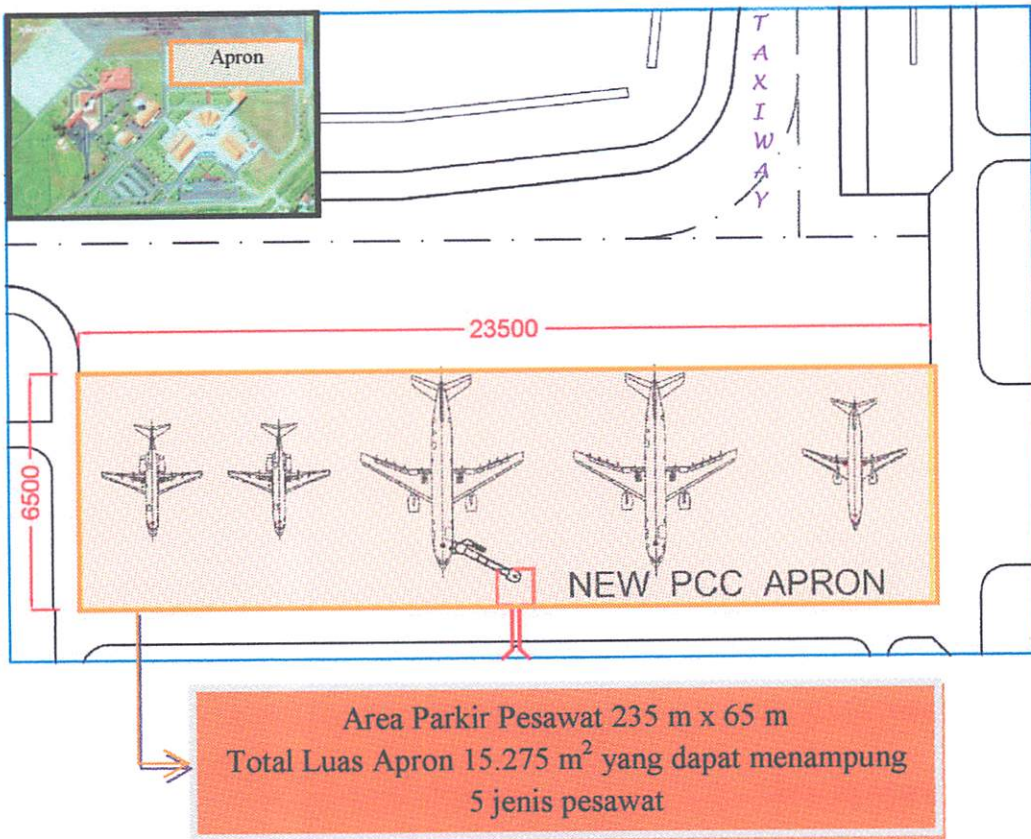 Apron
TAXIWAY
23500
6500
NEW PCC APRON
Area Parkir Pesawat 235 m x 65 m
Total Luas Apron 15.275 m² yang dapat menampung
5 jenis pesawat